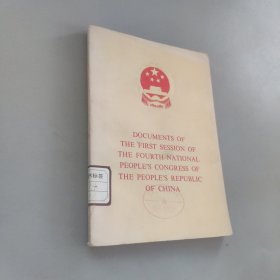 DOCUMENTS OF
THE FIRST SESSION OF
THE FOURTH NATIONAL
PEOPLE'S CONGRESS OF
THE PEOPLE'S REPUBLIC
OF CHINA